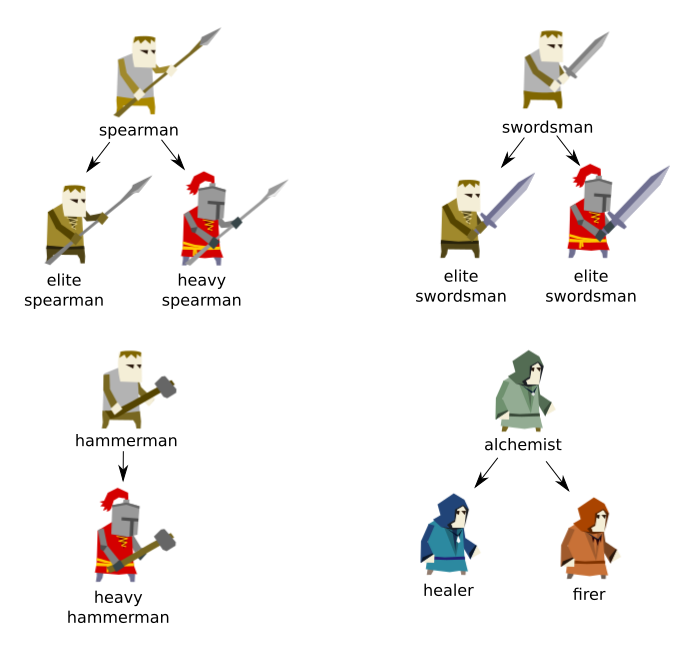 spearman
swordsman
elite
spearman
heavy
spearman
elite
swordsman
elite
swordsman
hammerman
alchemist
heavy
hammerman
healer
firer